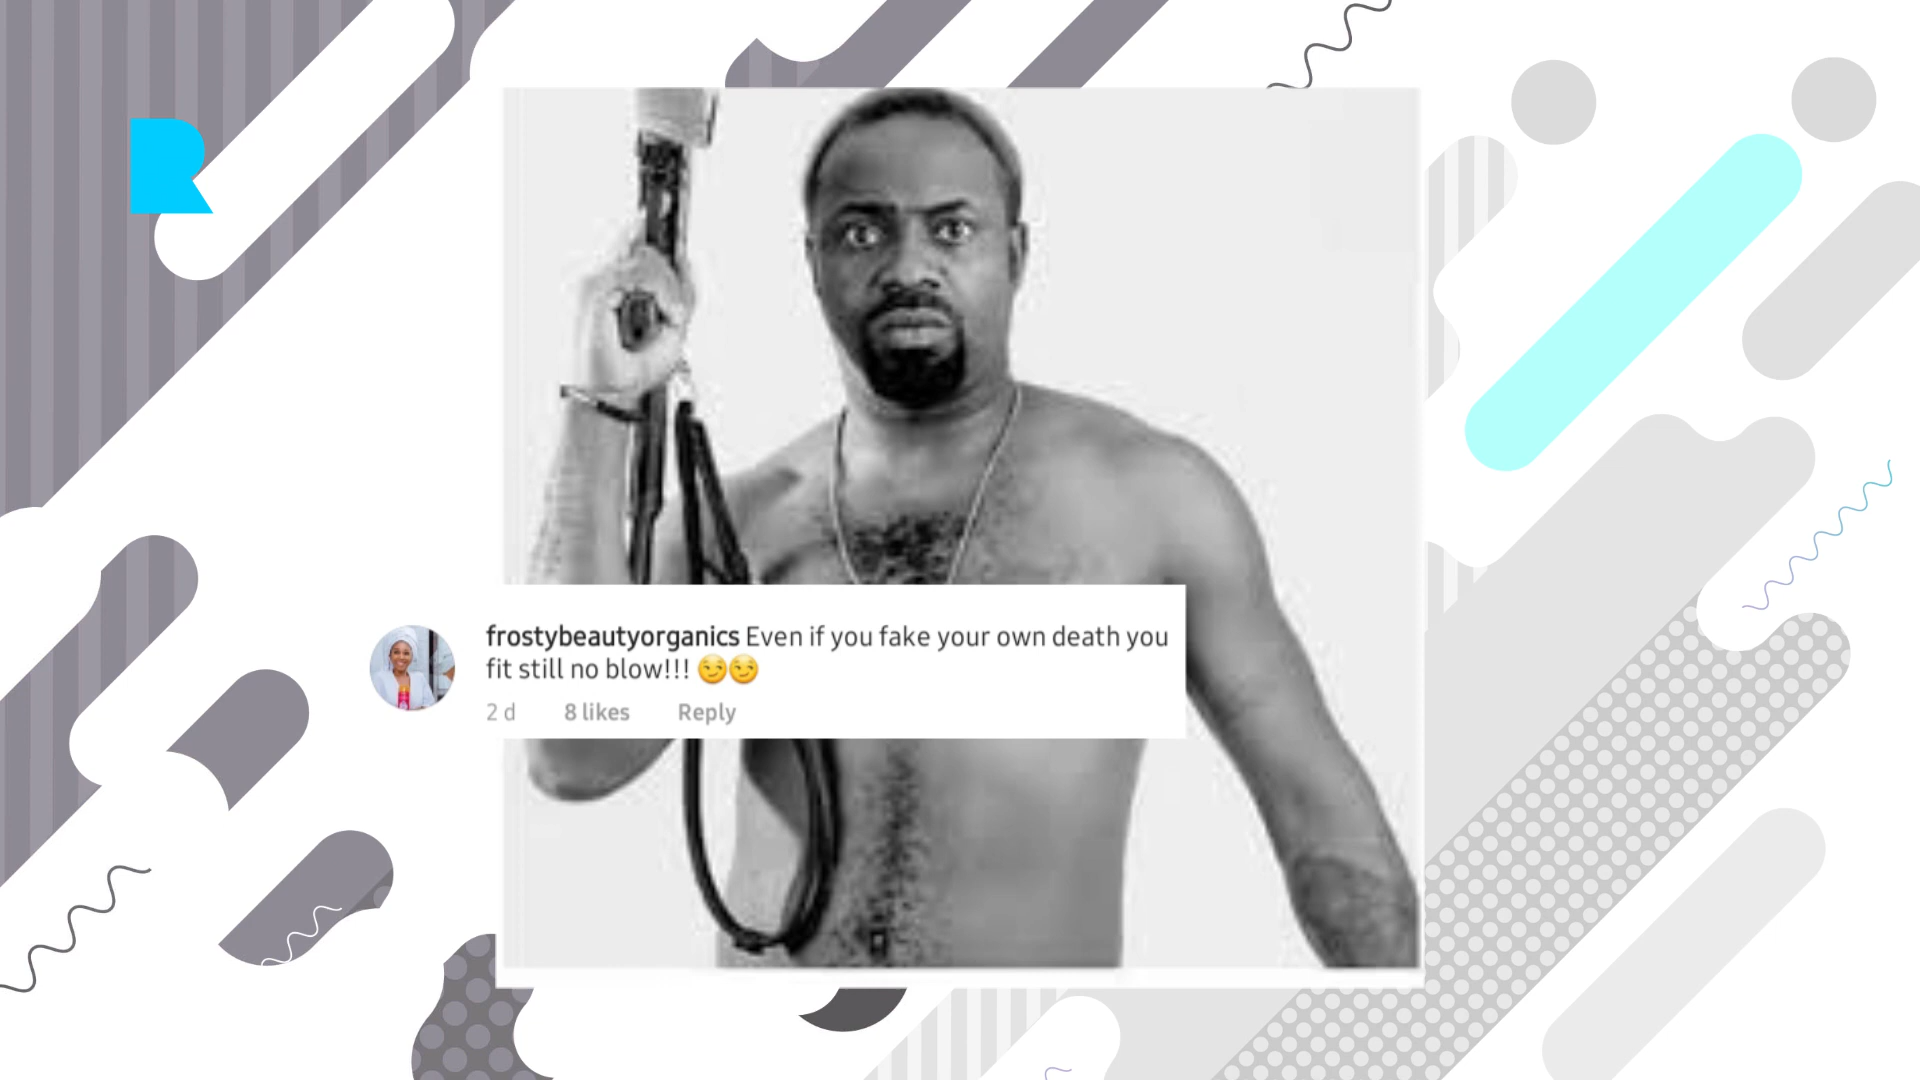 R
frostybeautyorganics Even if you fake your own death you
fit still no blow!!! 😏😏
2 d 8 likes Reply